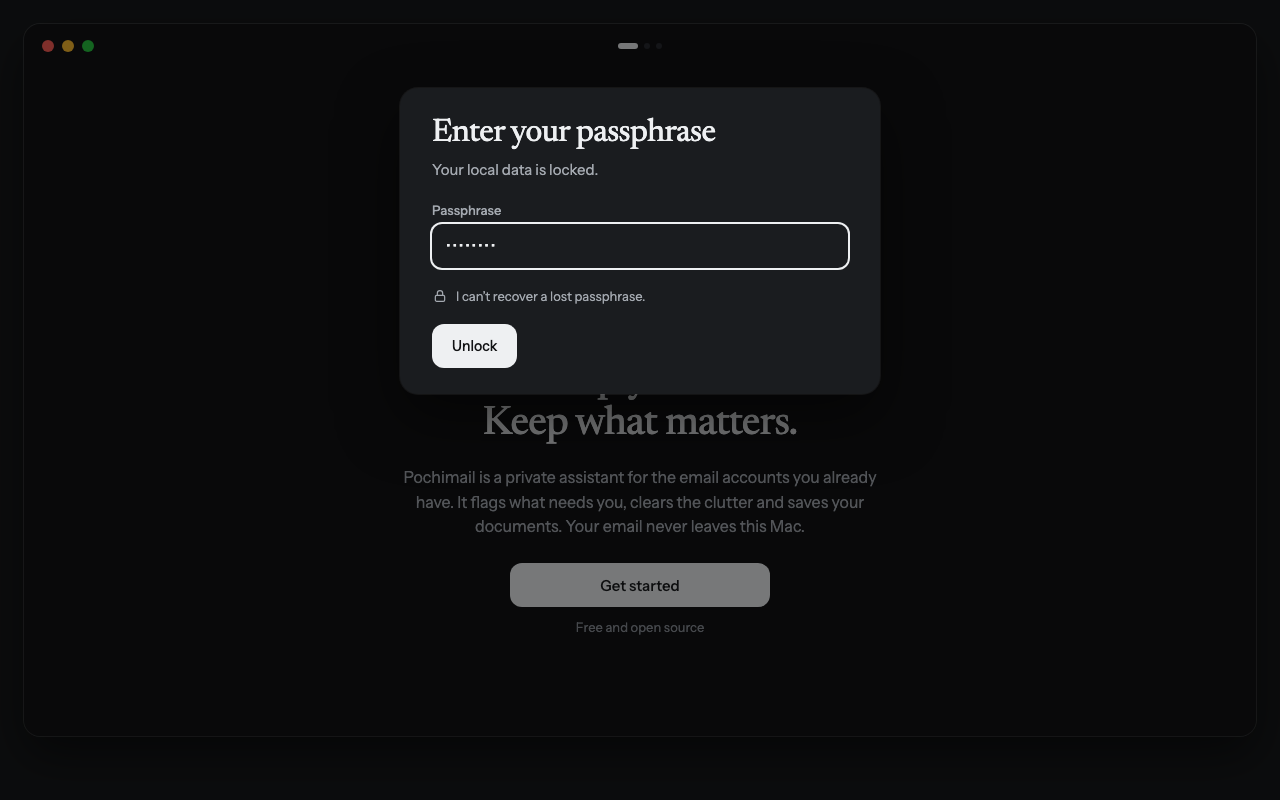 Enter your passphrase
Your local data is locked.
Passphrase
••••••••
I can't recover a lost passphrase.
Unlock
Keep what matters.
Pochimail is a private assistant for the email accounts you already
have. It flags what needs you, clears the clutter and saves your
documents. Your email never leaves this Mac.
Get started
Free and open source